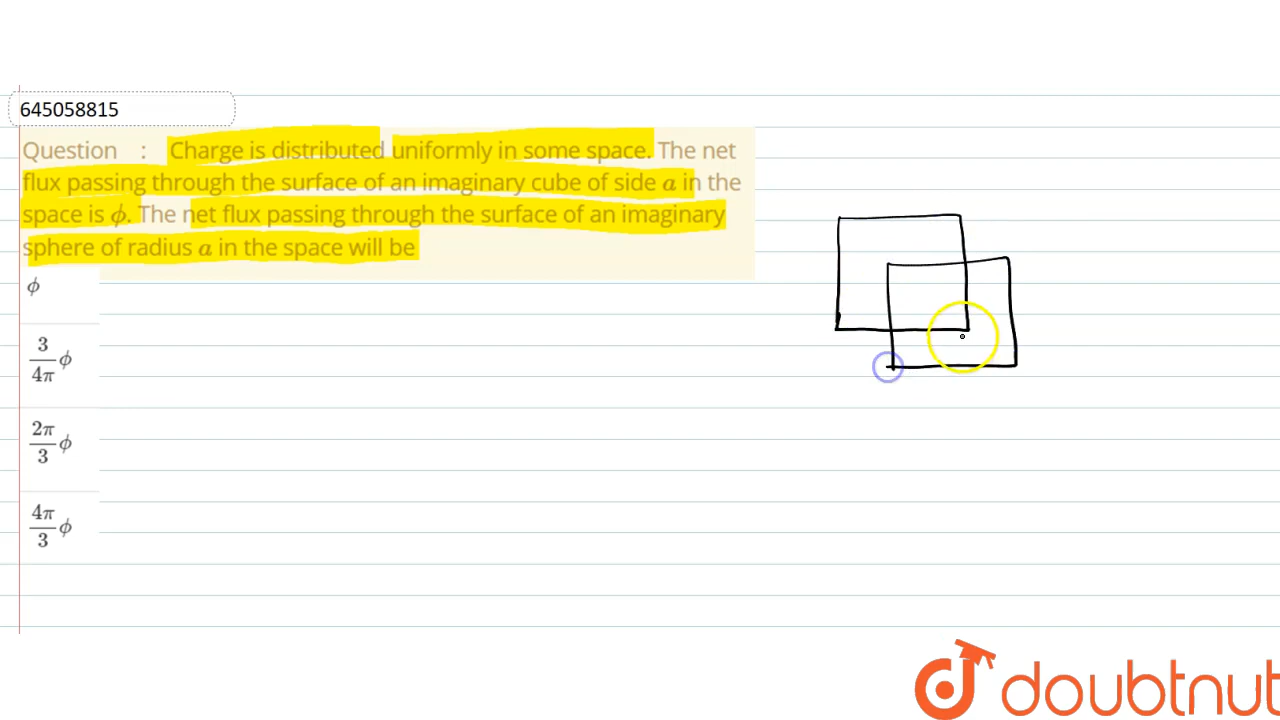 645058815
Question : Charge is distributed uniformly in some space. The net
flux passing through the surface of an imaginary cube of side a in the
space is ϕ. The net flux passing through the surface of an imaginary
sphere of radius a in the space will be
ϕ
3/4π ϕ
2π/3 ϕ
4π/3 ϕ
doubtnut